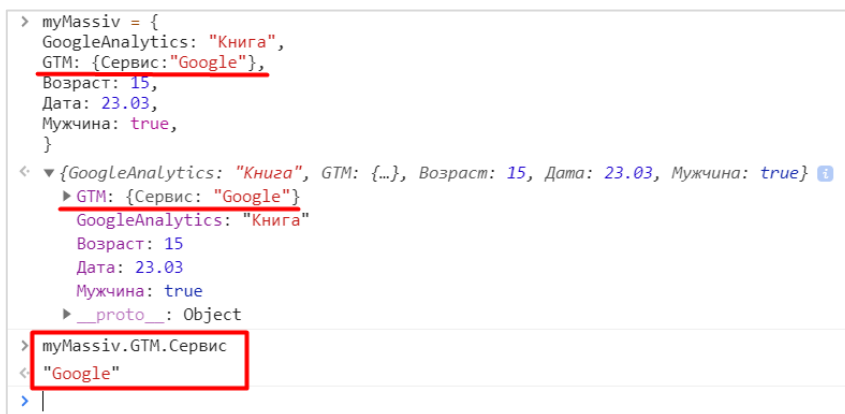 > myMassiv = {
GoogleAnalytics: "Книга",
GTM: {Сервис:"Google"},
Возраст: 15,
Дата: 23.03,
Мужчина: true,
}
{GoogleAnalytics: "Книга", GTM: {…}, Возраст: 15, Дата: 23.03, Мужчина: true}
GTM: {Сервис: "Google"}
GoogleAnalytics: "Книга"
Возраст: 15
Дата: 23.03
Мужчина: true
__proto__: Object
> myMassiv.GTM.Сервис
"Google"
>